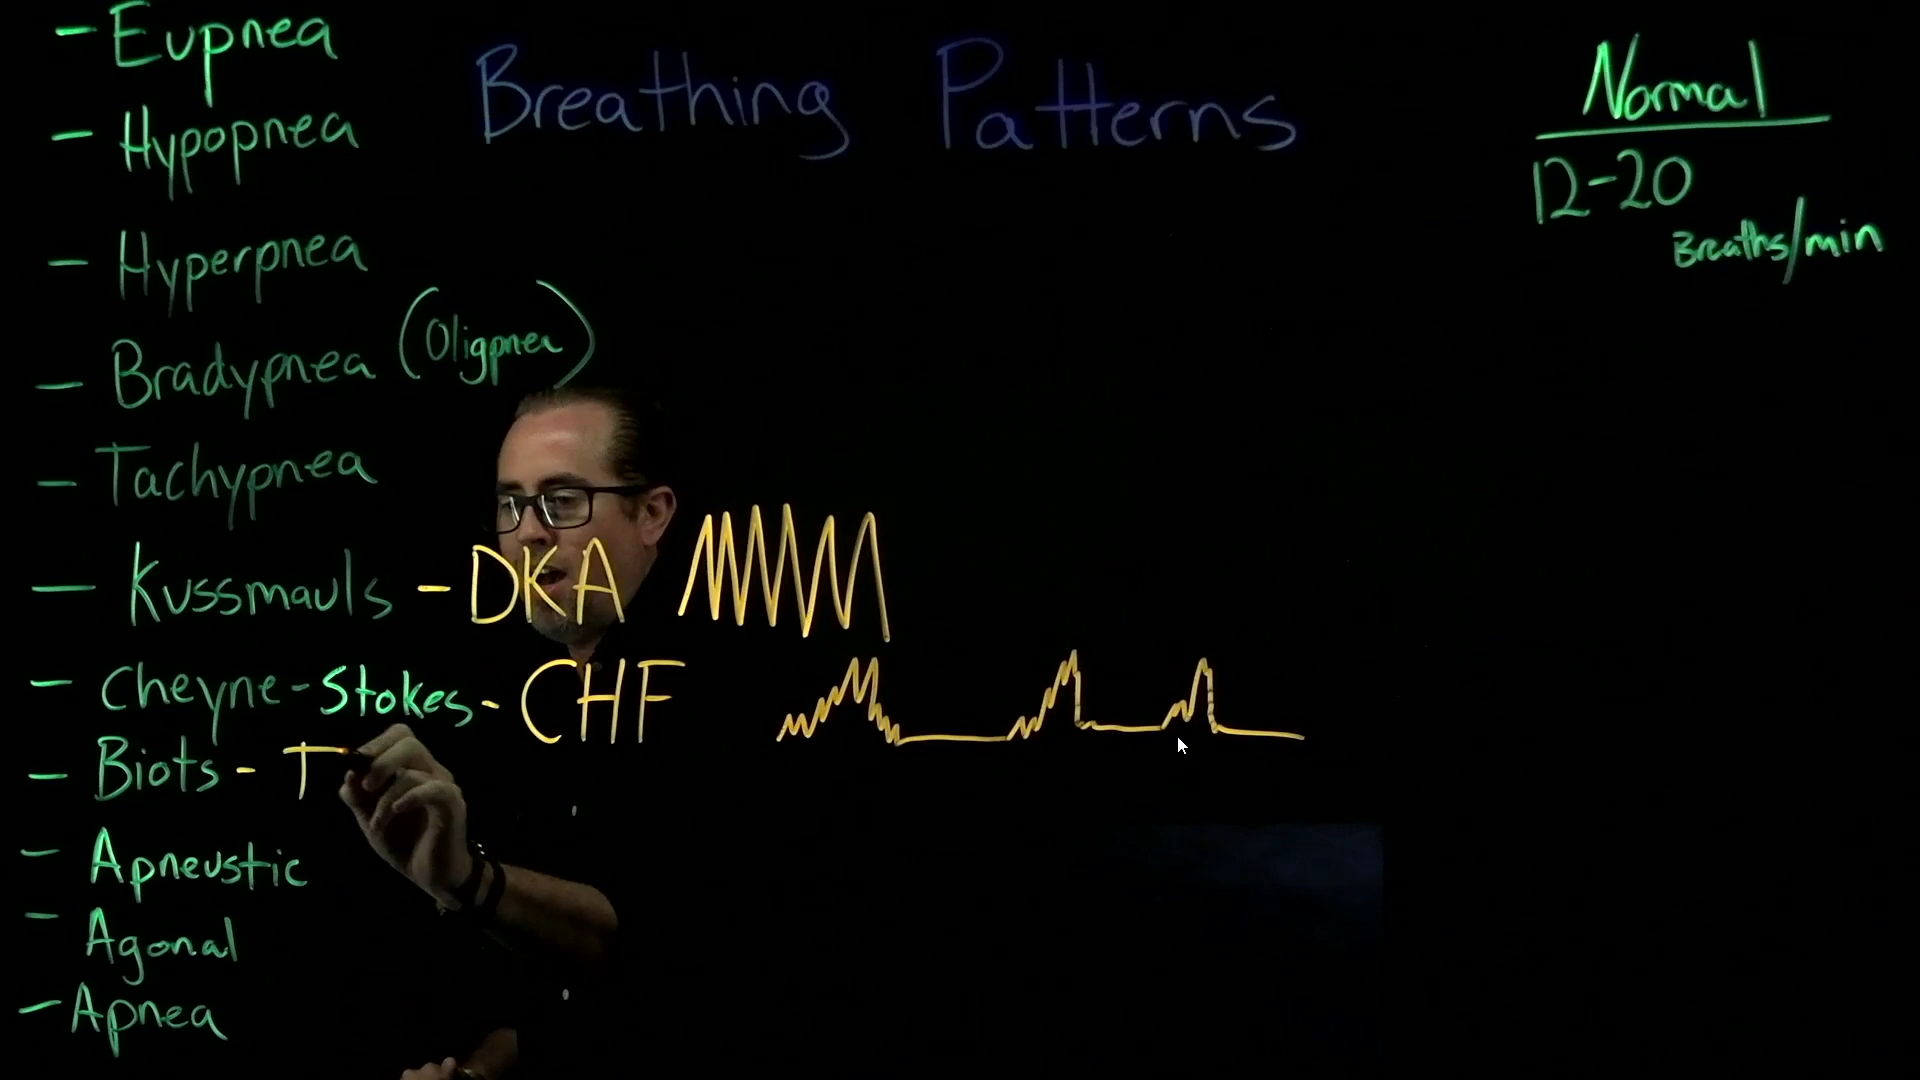 Breathing Patterns
Normal
12-20
Breaths/min
- Eupnea
- Hypopnea
- Hyperpnea
- Bradypnea (Oligpnea)
- Tachypnea
- Kussmauls - DKA
- Cheyne-Stokes - CHF
- Biots - T
- Apneustic
- Agonal
- Apnea